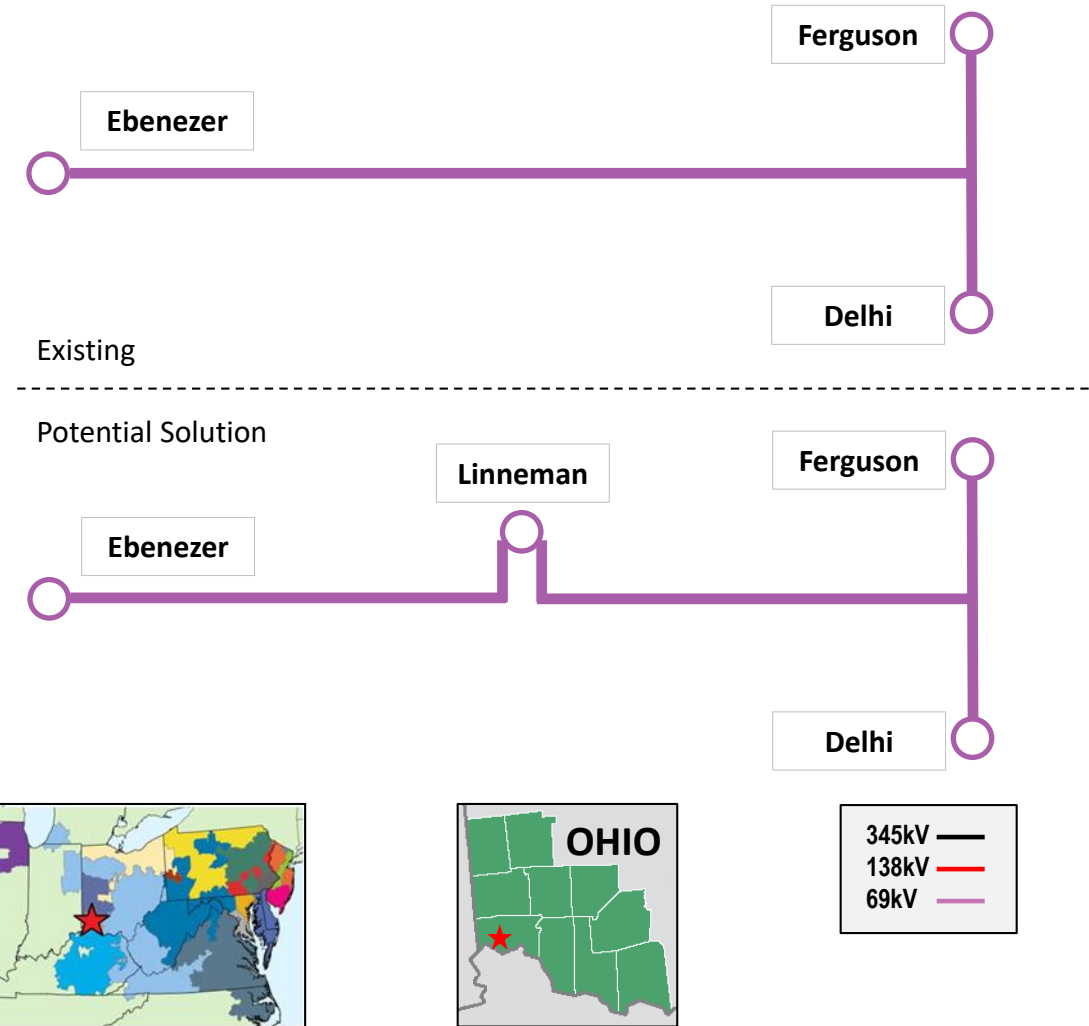 Ferguson
Ebenezer
Delhi
Existing
Potential Solution
Linneman
Ferguson
Ebenezer
Delhi
OHIO
345kV
138kV
69kV